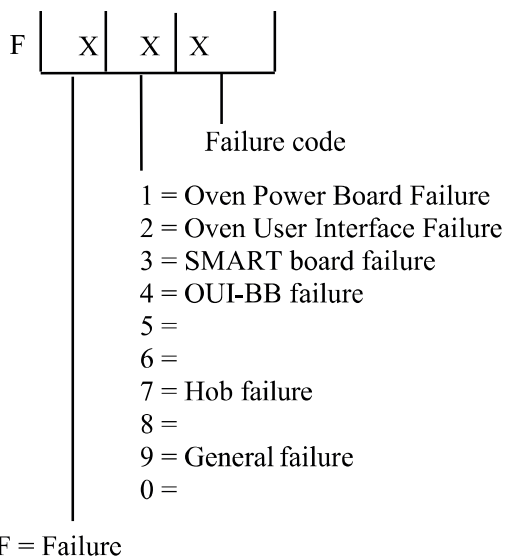 F X X X
Failure code
1 = Oven Power Board Failure
2 = Oven User Interface Failure
3 = SMART board failure
4 = OUI-BB failure
5 =
6 =
7 = Hob failure
8 =
9 = General failure
0 =
F = Failure